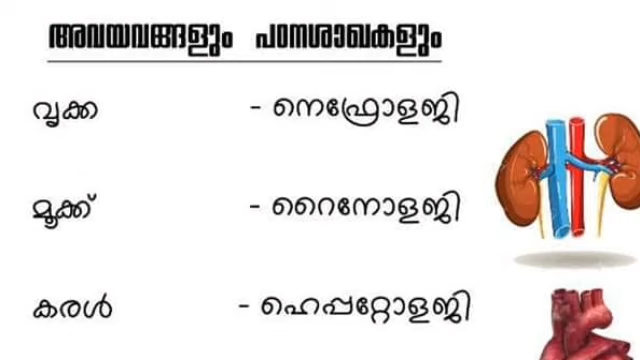 അവയവങ്ങളും പഠനശാഖകളും
വൃക്ക - നെഫ്രോളജി
മൂക്ക് - റൈനോളജി
കരൾ - ഹെപ്പറ്റോളജി